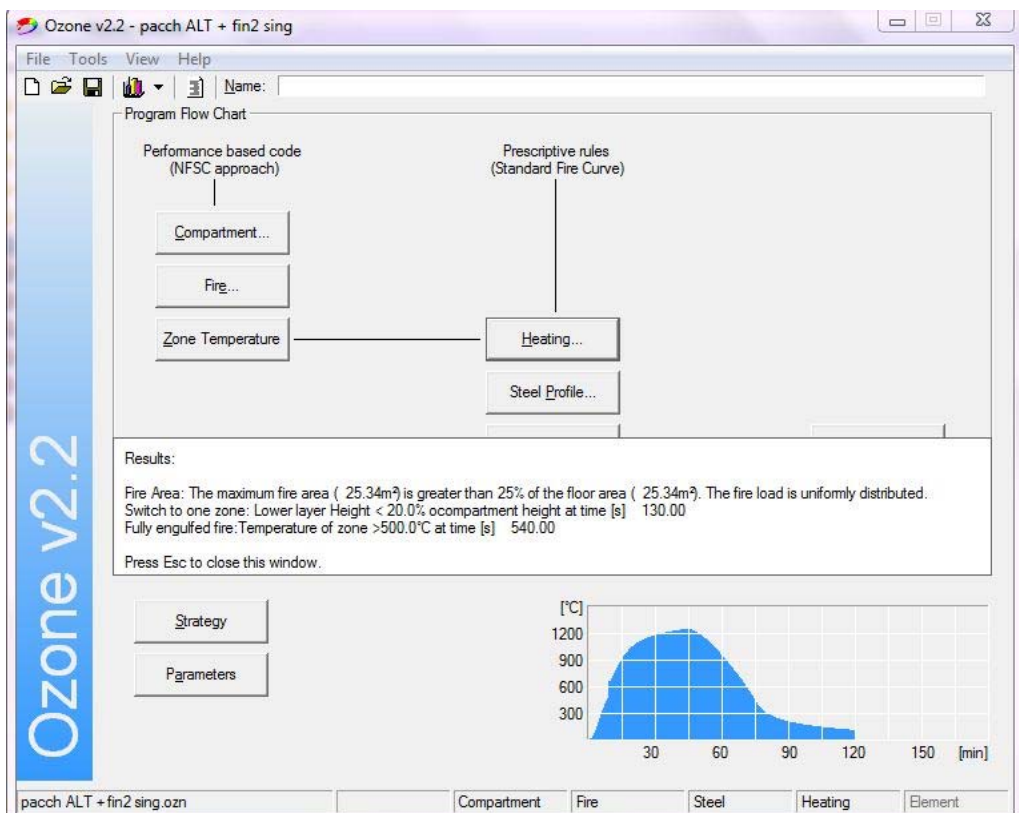 Ozone v2.2 - pacch ALT + fin2 sing
File Tools View Help
Name:
Program Flow Chart
Performance based code
(NFSC approach)
Prescriptive rules
(Standard Fire Curve)
Compartment...
Fire...
Zone Temperature
Heating...
Steel Profile...
Results:
Fire Area: The maximum fire area ( 25.34m²) is greater than 25% of the floor area ( 25.34m²). The fire load is uniformly distributed.
Switch to one zone: Lower layer Height < 20.0% ocompartment height at time [s] 130.00
Fully engulfed fire:Temperature of zone >500.0°C at time [s] 540.00
Press Esc to close this window.
Strategy
Parameters
[°C]
1200
900
600
300
30 60 90 120 150 [min]
Ozone v2.2
pacch ALT + fin2 sing.ozn Compartment Fire Steel Heating Element